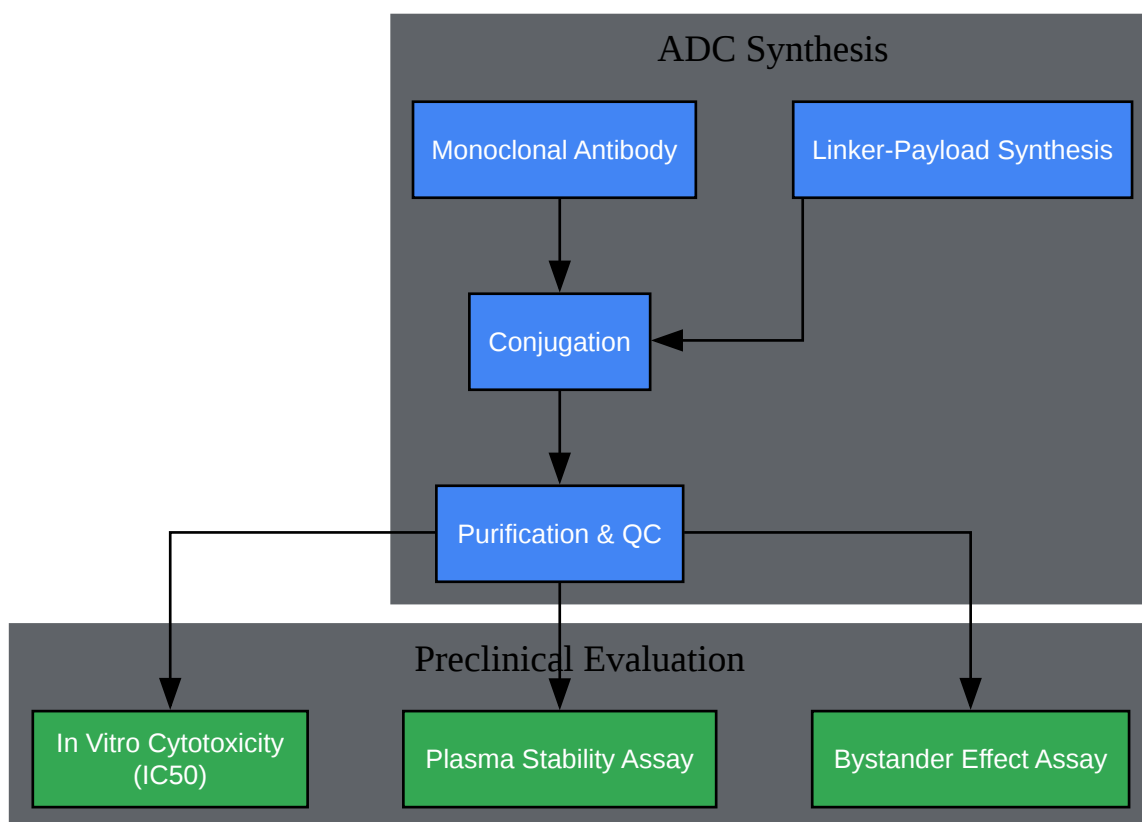 ADC Synthesis
Monoclonal Antibody
Linker-Payload Synthesis
Conjugation
Purification & QC
Preclinical Evaluation
In Vitro Cytotoxicity
(IC50)
Plasma Stability Assay
Bystander Effect Assay